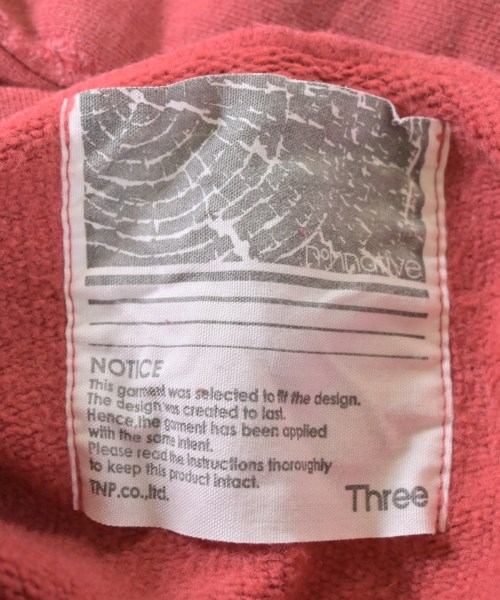 nonnative
NOTICE
This garment was selected to fit the design.
The design was created to last.
Hence,the garment has been applied
with the same intent.
Please read the instructions thoroughly
to keep this product intact.
TNP.co.,ltd.
Three